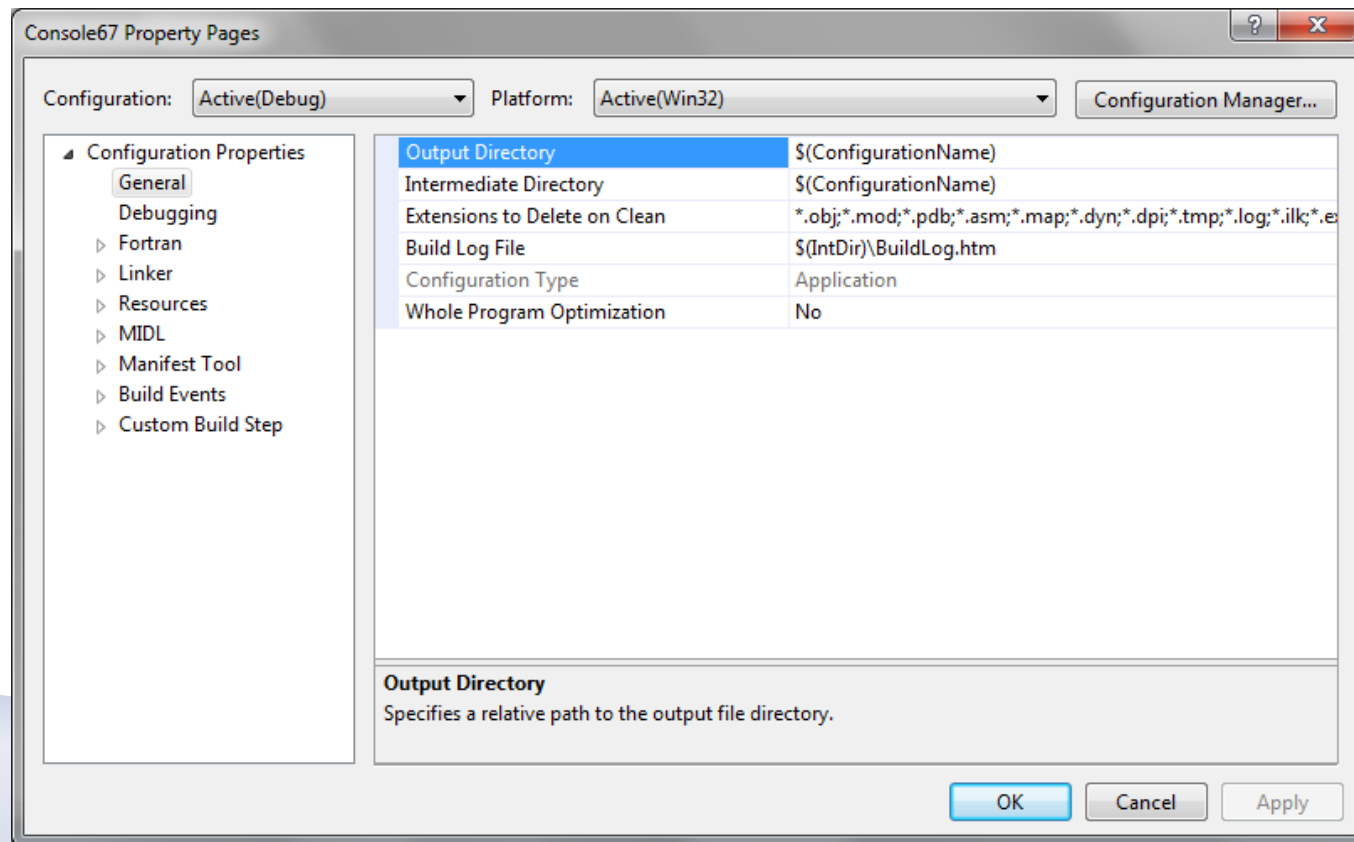 Console67 Property Pages
Configuration: Active(Debug) Platform: Active(Win32) Configuration Manager...
Configuration Properties
General
Debugging
Fortran
Linker
Resources
MIDL
Manifest Tool
Build Events
Custom Build Step
Output Directory $(ConfigurationName)
Intermediate Directory $(ConfigurationName)
Extensions to Delete on Clean *.obj;*.mod;*.pdb;*.asm;*.map;*.dyn;*.dpi;*.tmp;*.log;*.ilk;*.e
Build Log File $(IntDir)\BuildLog.htm
Configuration Type Application
Whole Program Optimization No
Output Directory
Specifies a relative path to the output file directory.
OK Cancel Apply